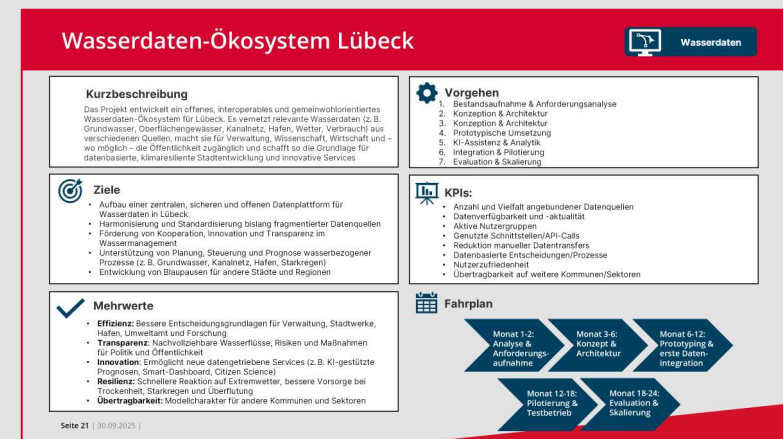 Wasserdaten-Ökosystem Lübeck
Wasserdaten
Kurzbeschreibung
Das Projekt entwickelt ein offenes, interoperables und gemeinwohlorientiertes
Wasserdaten-Ökosystem für Lübeck. Es vernetzt relevante Wasserdaten (z. B.
Grundwasser, Oberflächengewässer, Kanalnetz, Hafen, Wetter, Verbrauch) aus
verschiedenen Quellen, macht sie für Verwaltung, Wissenschaft, Wirtschaft und –
wo möglich – die Öffentlichkeit zugänglich und schafft so die Grundlage für
datenbasierte, klimaresiliente Stadtentwicklung und innovative Services
Ziele
• Aufbau einer zentralen, sicheren und offenen Datenplattform für
Wasserdaten in Lübeck
• Harmonisierung und Standardisierung bislang fragmentierter Datenquellen
• Förderung von Kooperation, Innovation und Transparenz im
Wassermanagement
• Unterstützung von Planung, Steuerung und Prognose wasserbezogener
Prozesse (z. B. Grundwasser, Kanalnetz, Hafen, Starkregen)
• Entwicklung von Blaupausen für andere Städte und Regionen
Mehrwerte
• Effizienz: Bessere Entscheidungsgrundlagen für Verwaltung, Stadtwerke,
Hafen, Umweltamt und Forschung
• Transparenz: Nachvollziehbare Wasserflüsse, Risiken und Maßnahmen
für Politik und Öffentlichkeit
• Innovation: Ermöglicht neue datengetriebene Services (z. B. KI-gestützte
Prognosen, Smart-Dashboard, Citizen Science)
• Resilienz: Schnellere Reaktion auf Extremwetter, bessere Vorsorge bei
Trockenheit, Starkregen und Überflutung
• Übertragbarkeit: Modellcharakter für andere Kommunen und Sektoren
Vorgehen
1. Bestandsaufnahme & Anforderungsanalyse
2. Konzeption & Architektur
3. Konzeption & Architektur
4. Prototypische Umsetzung
5. KI-Assistenz & Analytik
6. Integration & Pilotierung
7. Evaluation & Skalierung
KPIs:
• Anzahl und Vielfalt angebundener Datenquellen
• Datenverfügbarkeit und -aktualität
• Aktive Nutzergruppen
• Genutzte Schnittstellen/API-Calls
• Reduktion manueller Datentransfers
• Datenbasierte Entscheidungen/Prozesse
• Nutzerzufriedenheit
• Übertragbarkeit auf weitere Kommunen/Sektoren
Fahrplan
Monat 1-2:
Analyse &
Anforderungs-
aufnahme
Monat 3-6:
Konzept &
Architektur
Monat 6-12:
Prototyping &
erste Daten-
integration
Monat 12-18:
Pilotierung &
Testbetrieb
Monat 18-24:
Evaluation &
Skalierung
Seite 21 | 30.09.2025 |